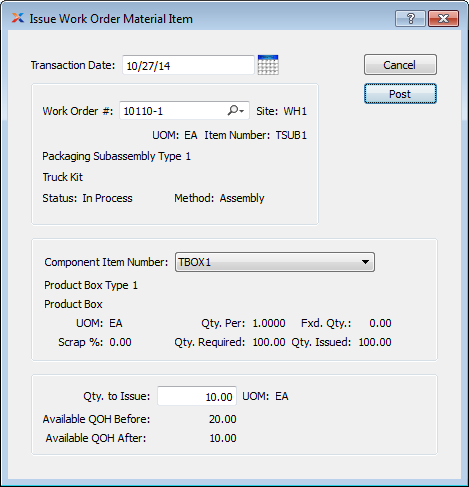 Issue Work Order Material Item
Transaction Date: 10/27/14
Cancel
Post
Work Order #: 10110-1 Site: WH1
UOM: EA Item Number: TSUB1
Packaging Subassembly Type 1
Truck Kit
Status: In Process Method: Assembly
Component Item Number: TBOX1
Product Box Type 1
Product Box
UOM: EA Qty. Per: 1.0000 Fxd. Qty.: 0.00
Scrap %: 0.00 Qty. Required: 100.00 Qty. Issued: 100.00
Qty. to Issue: 10.00 UOM: EA
Available QOH Before: 20.00
Available QOH After: 10.00